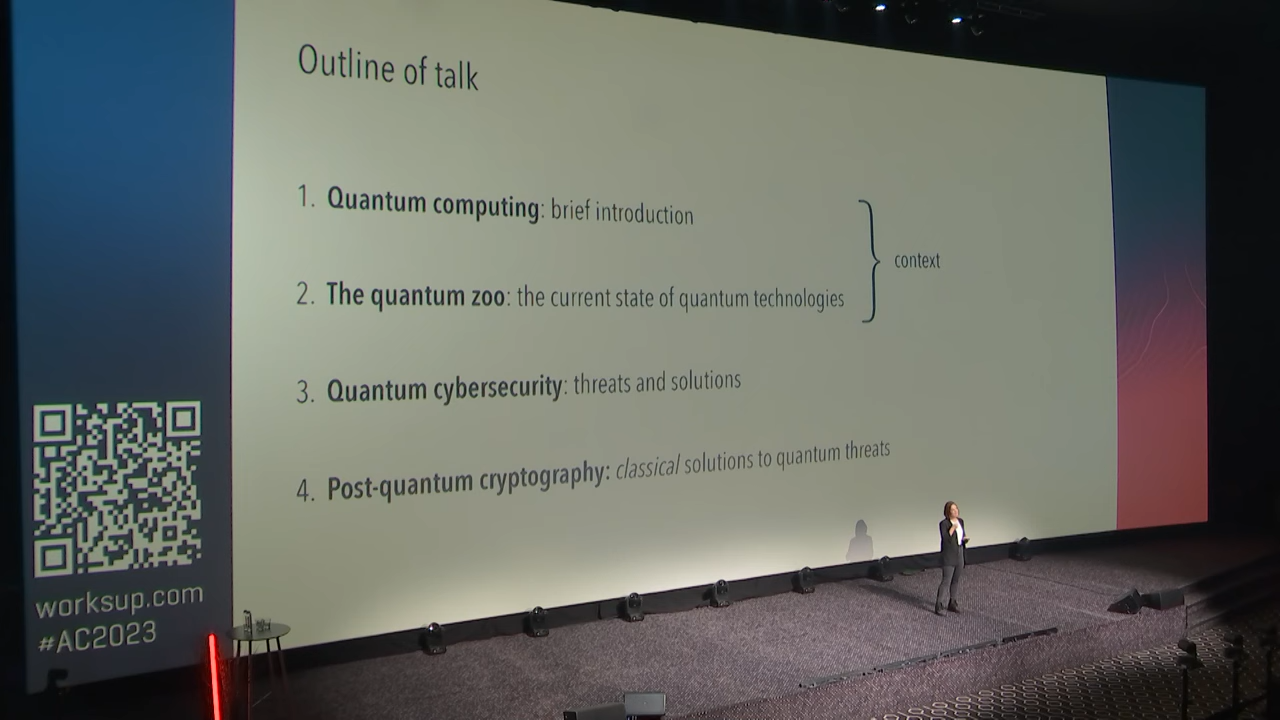 Outline of talk
1. Quantum computing: brief introduction
2. The quantum zoo: the current state of quantum technologies
context
3. Quantum cybersecurity: threats and solutions
4. Post-quantum cryptography: classical solutions to quantum threats
worksup.com
#AC2023